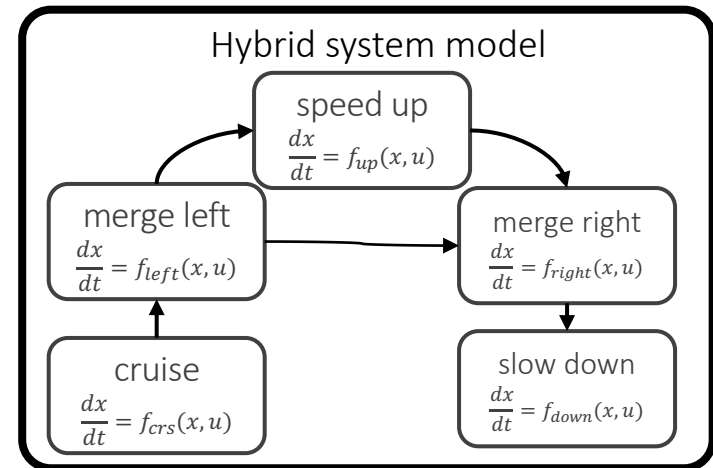 Hybrid system model
speed up
dx/dt = f_up(x, u)
merge left
dx/dt = f_left(x, u)
merge right
dx/dt = f_right(x, u)
cruise
dx/dt = f_crs(x, u)
slow down
dx/dt = f_down(x, u)